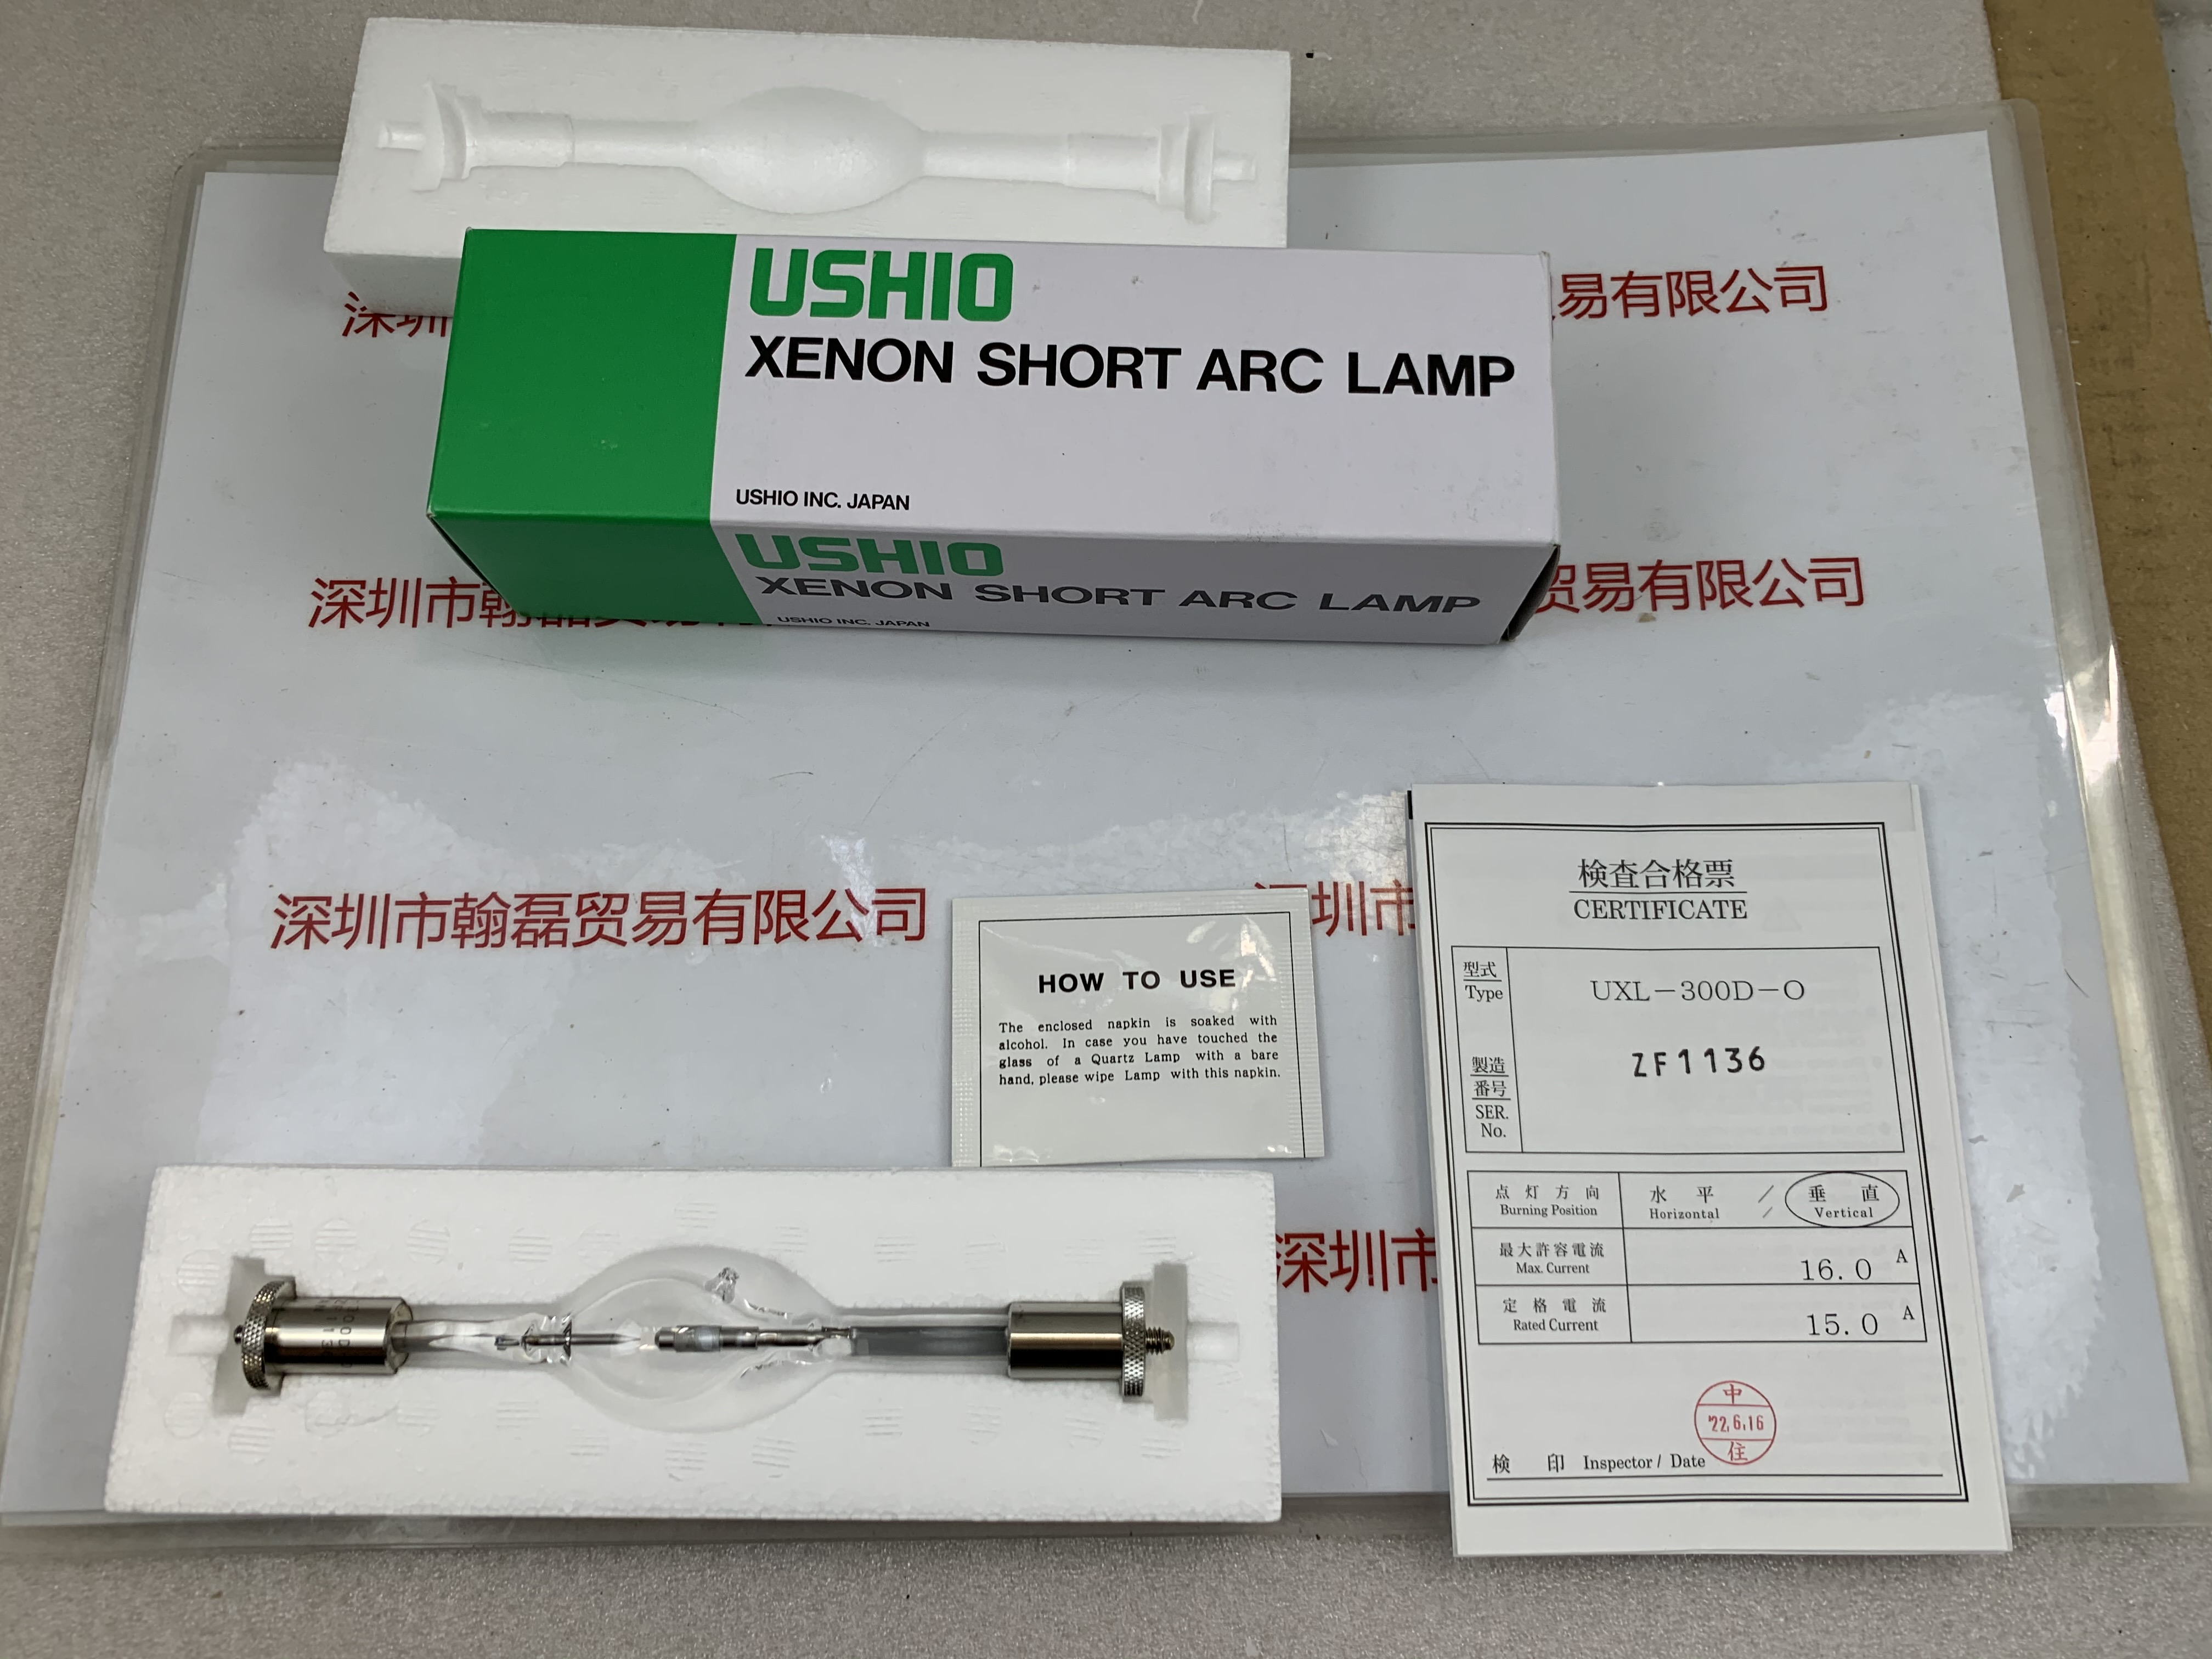 USHIO
XENON SHORT ARC LAMP
USHIO INC. JAPAN
USHIO
XENON SHORT ARC LAMP
USHIO INC. JAPAN
深圳
易有限公司
深圳市翰磊贸易有
贸易有限公司
深圳市翰磊贸易有限公司
深圳市
深圳市
HOW TO USE
The enclosed napkin is soaked with
alcohol. In case you have touched the
glass of a Quartz Lamp with a bare
hand, please wipe Lamp with this napkin.
検査合格票
CERTIFICATE
型式
Type
UXL-300D-O
製造
番号
SER.
No.
ZF1136
点灯方向
Burning Position
水平 / 垂直
Horizontal / Vertical
最大許容電流
Max. Current
16.0 A
定格電流
Rated Current
15.0 A
中
'22.6.16
住
検印 Inspector / Date